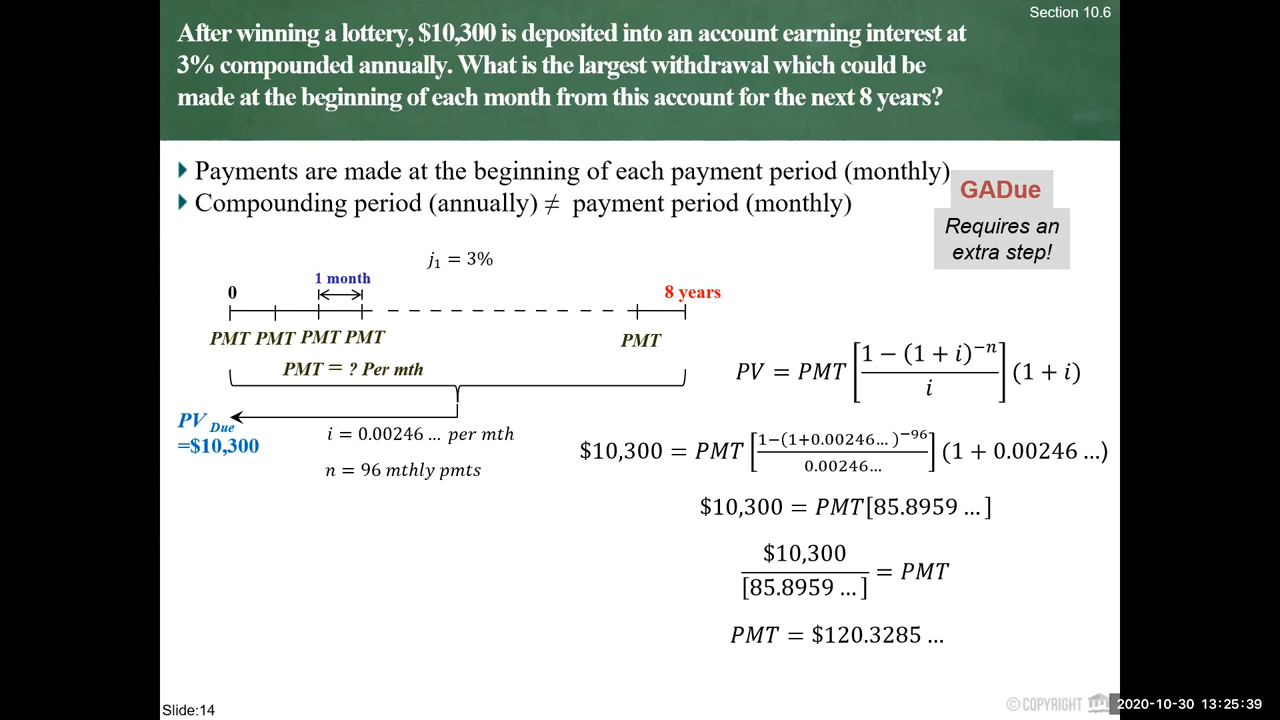 Section 10.6
After winning a lottery, $10,300 is deposited into an account earning interest at
3% compounded annually. What is the largest withdrawal which could be
made at the beginning of each month from this account for the next 8 years?
Payments are made at the beginning of each payment period (monthly)
Compounding period (annually) ≠ payment period (monthly)
GADue
Requires an
extra step!
j₁ = 3%
1 month
0
8 years
PMT PMT PMT PMT
PMT
PMT = ? Per mth
PV Due
=$10,300
i = 0.00246 … per mth
n = 96 mthly pmts
PV = PMT [1 − (1 + i)⁻ⁿ / i] (1 + i)
$10,300 = PMT [1−(1+0.00246…)⁻⁹⁶ / 0.00246…] (1 + 0.00246 …)
$10,300 = PMT[85.8959 … ]
$10,300 / [85.8959 … ] = PMT
PMT = $120.3285 …
© COPYRIGHT
2020-10-30 13:25:39
Slide:14